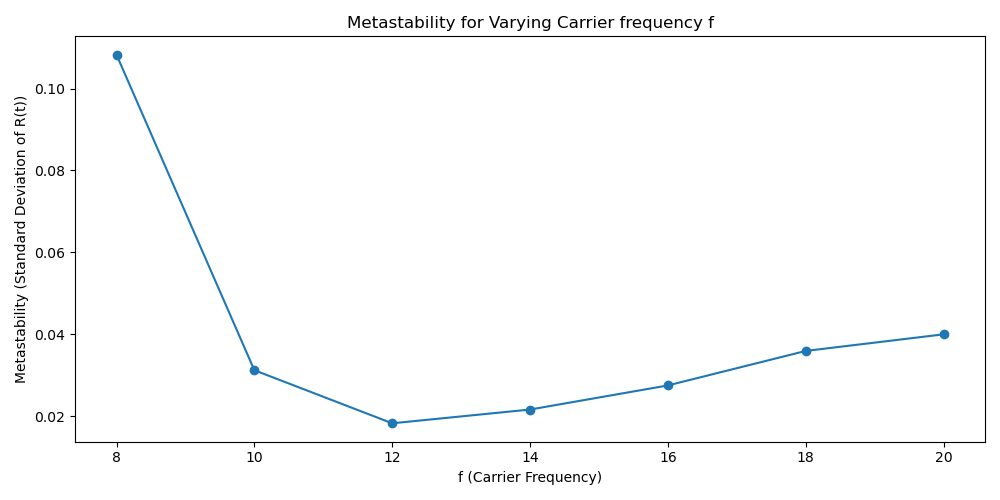 Metastability for Varying Carrier frequency f
Metastability (Standard Deviation of R(t))
0.10
0.08
0.06
0.04
0.02
8 10 12 14 16 18 20
f (Carrier Frequency)